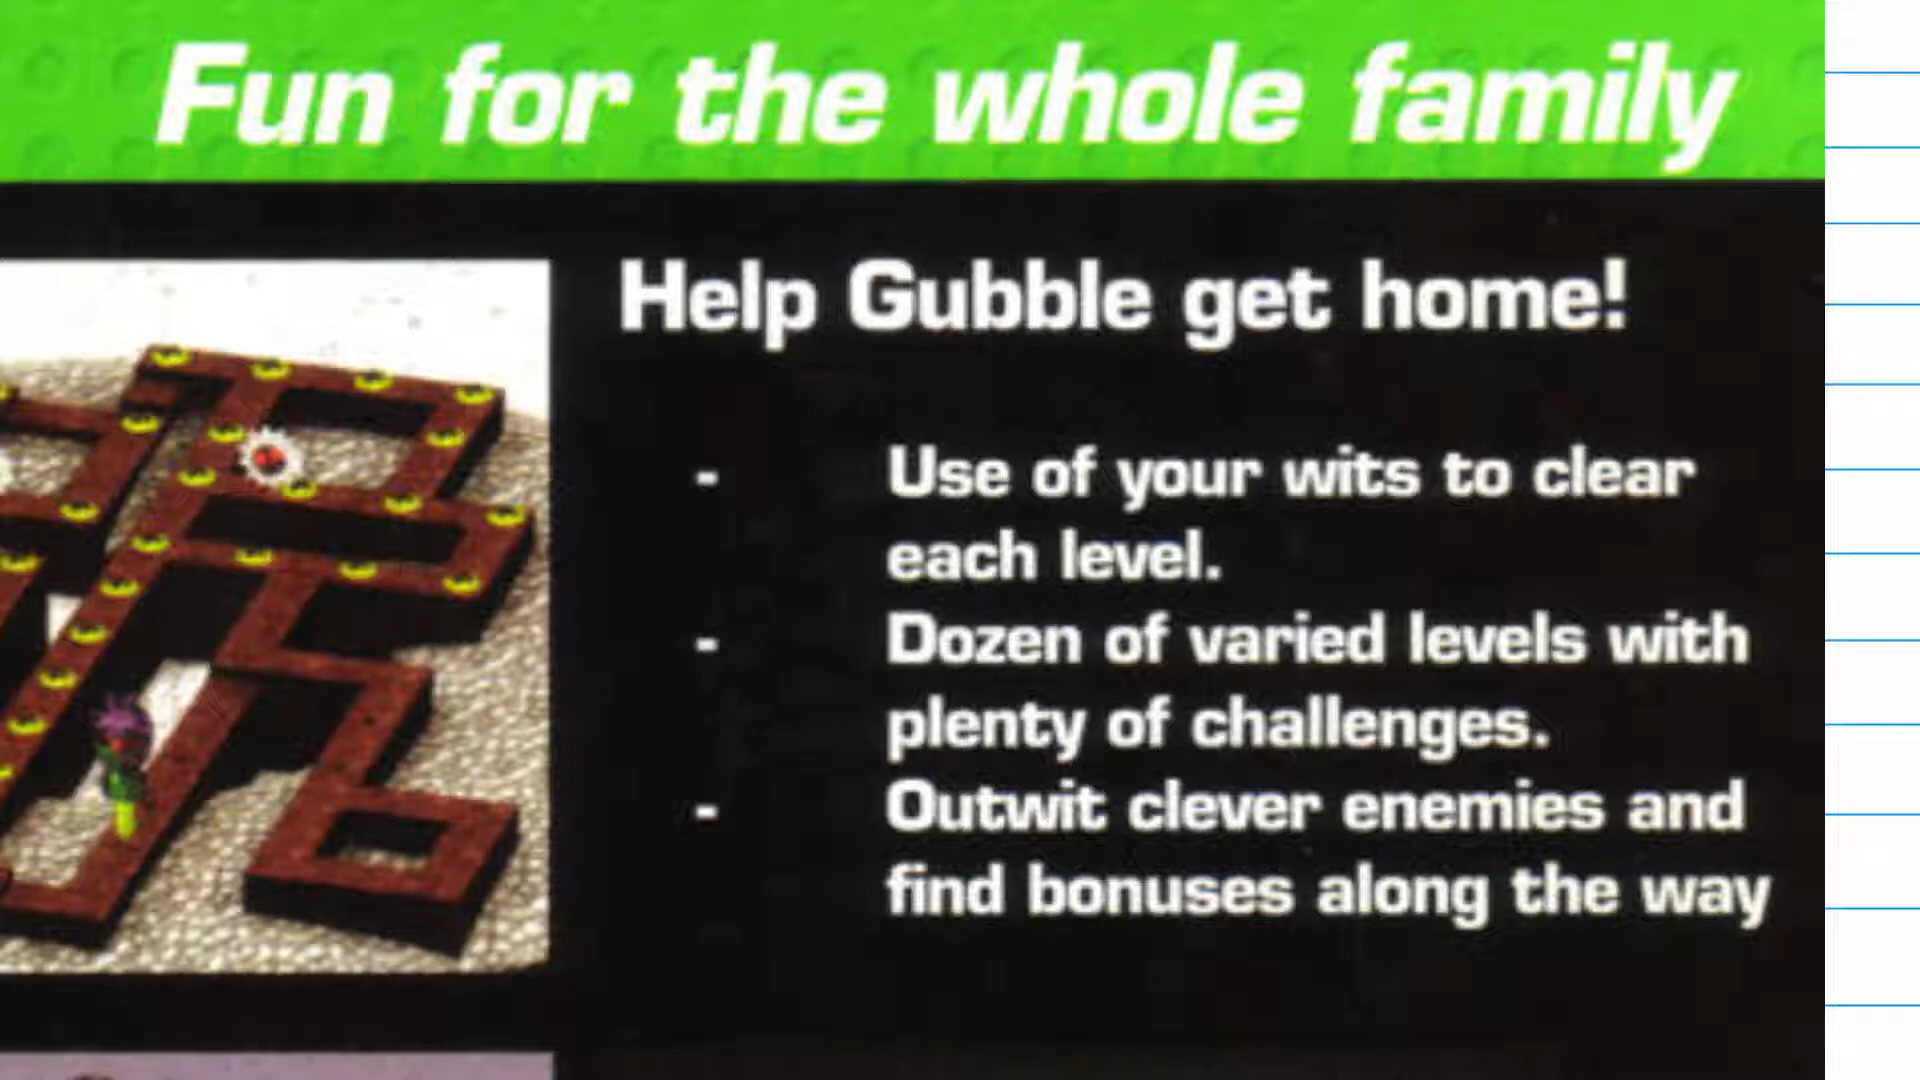 Fun for the whole family
Help Gubble get home!
- Use of your wits to clear
each level.
- Dozen of varied levels with
plenty of challenges.
- Outwit clever enemies and
find bonuses along the way